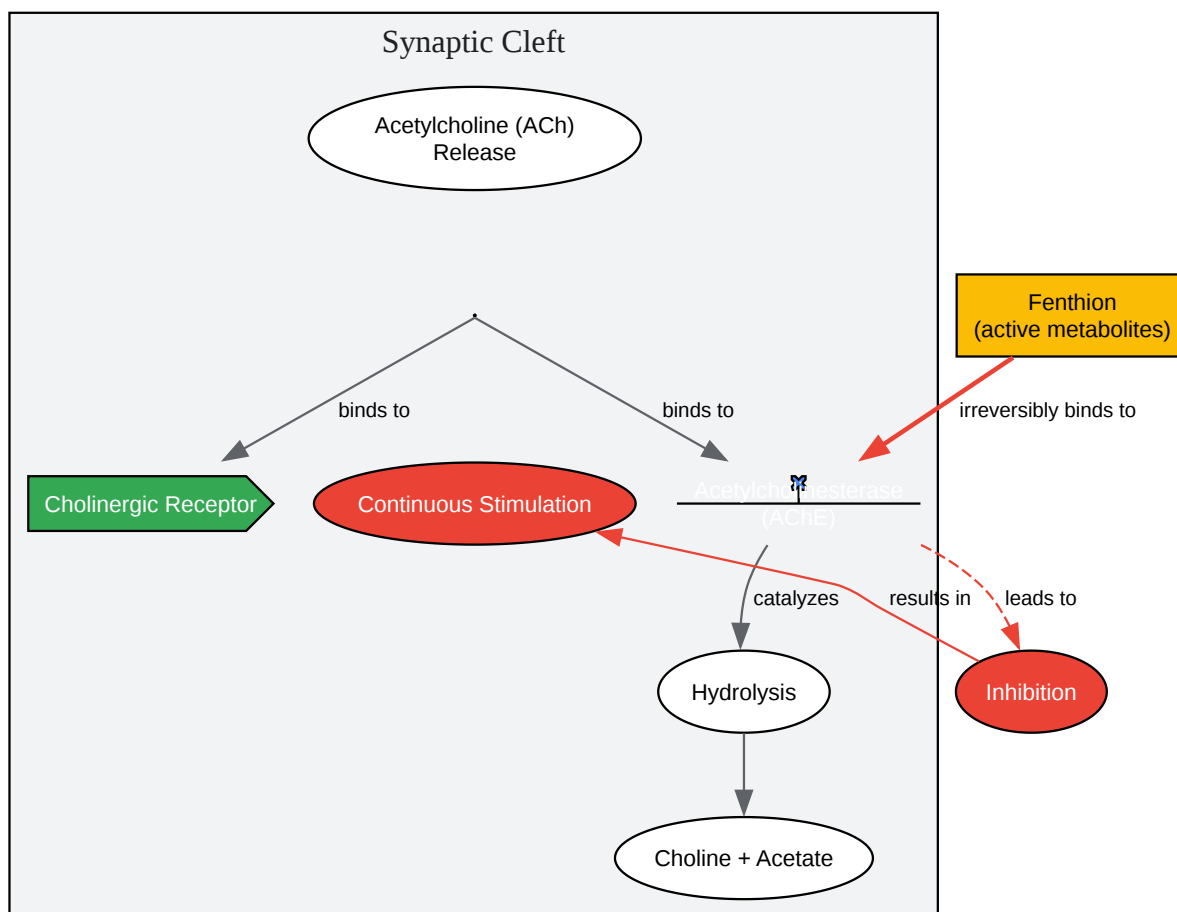 Synaptic Cleft
Acetylcholine (ACh)
Release
Fenthion
(active metabolites)
binds to
binds to
irreversibly binds to
Cholinergic Receptor
Continuous Stimulation
Acetylcholinesterase
(AChE)
catalyzes
results in
leads to
Hydrolysis
Inhibition
Choline + Acetate